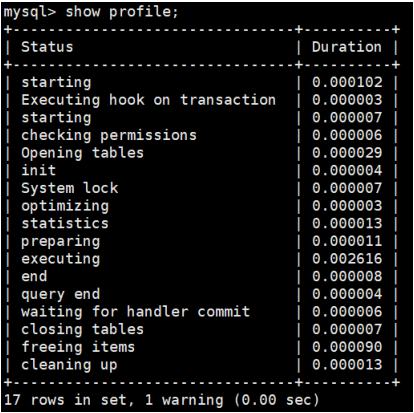 mysql> show profile;
+--------------------------------+----------+
| Status                         | Duration |
+--------------------------------+----------+
| starting                       | 0.000102 |
| Executing hook on transaction  | 0.000003 |
| starting                       | 0.000007 |
| checking permissions           | 0.000006 |
| Opening tables                 | 0.000029 |
| init                           | 0.000004 |
| System lock                    | 0.000007 |
| optimizing                     | 0.000003 |
| statistics                     | 0.000013 |
| preparing                      | 0.000011 |
| executing                      | 0.002616 |
| end                            | 0.000008 |
| query end                      | 0.000004 |
| waiting for handler commit     | 0.000006 |
| closing tables                 | 0.000007 |
| freeing items                  | 0.000090 |
| cleaning up                    | 0.000013 |
+--------------------------------+----------+
17 rows in set, 1 warning (0.00 sec)